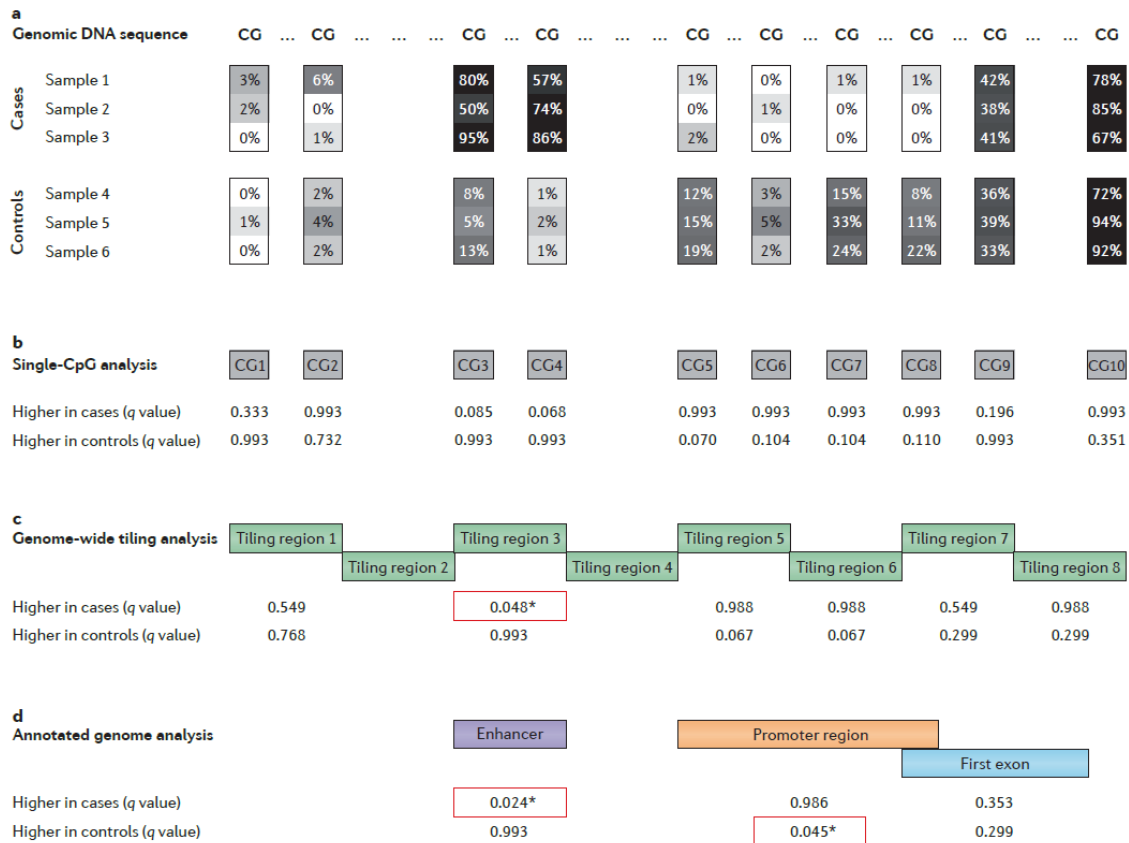 a
Genomic DNA sequence CG ... CG ... ... ... CG ... CG ... ... ... CG ... CG ... CG ... CG ... CG ... ... CG
Cases
Sample 1 3% 6% 80% 57% 1% 0% 1% 1% 42% 78%
Sample 2 2% 0% 50% 74% 0% 1% 0% 0% 38% 85%
Sample 3 0% 1% 95% 86% 2% 0% 0% 0% 41% 67%
Controls
Sample 4 0% 2% 8% 1% 12% 3% 15% 8% 36% 72%
Sample 5 1% 4% 5% 2% 15% 5% 33% 11% 39% 94%
Sample 6 0% 2% 13% 1% 19% 2% 24% 22% 33% 92%
b
Single-CpG analysis CG1 CG2 CG3 CG4 CG5 CG6 CG7 CG8 CG9 CG10
Higher in cases (q value) 0.333 0.993 0.085 0.068 0.993 0.993 0.993 0.993 0.196 0.993
Higher in controls (q value) 0.993 0.732 0.993 0.993 0.070 0.104 0.104 0.110 0.993 0.351
c
Genome-wide tiling analysis Tiling region 1 Tiling region 3 Tiling region 5 Tiling region 7
Tiling region 2 Tiling region 4 Tiling region 6 Tiling region 8
Higher in cases (q value) 0.549 0.048* 0.988 0.988 0.549 0.988
Higher in controls (q value) 0.768 0.993 0.067 0.067 0.299 0.299
d
Annotated genome analysis Enhancer Promoter region
First exon
Higher in cases (q value) 0.024* 0.986 0.353
Higher in controls (q value) 0.993 0.045* 0.299